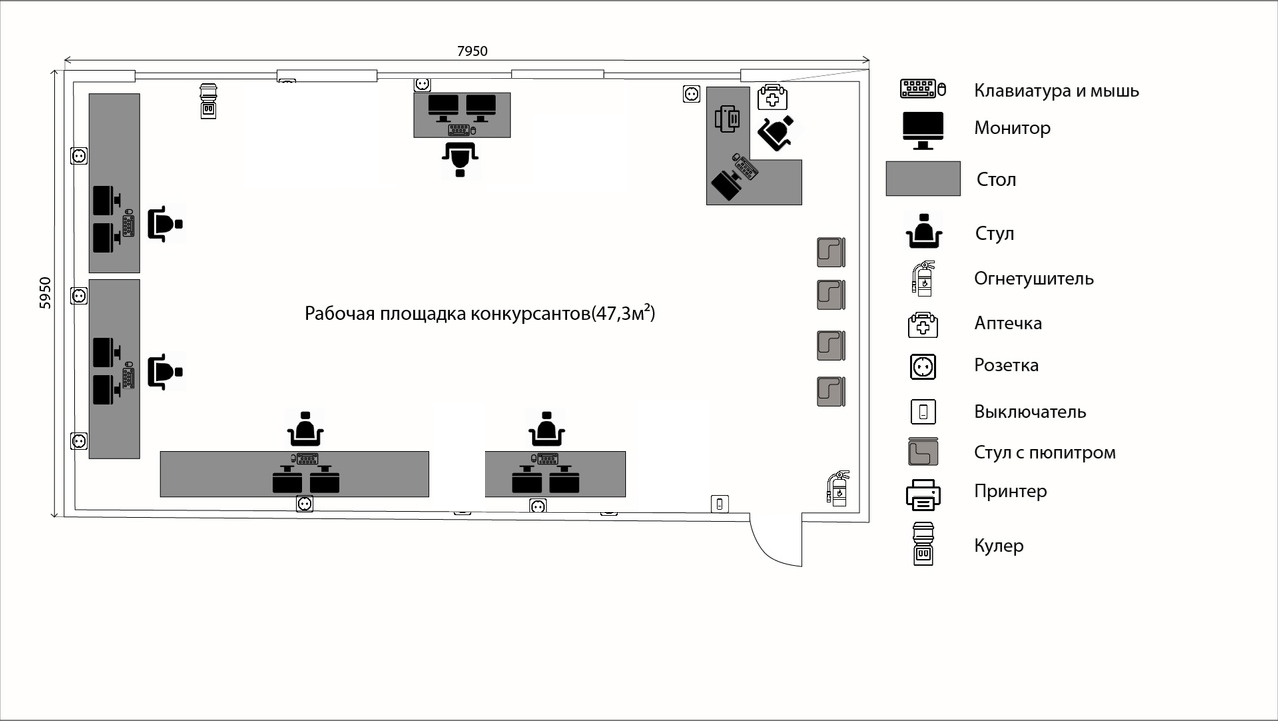 7950
5950
Рабочая площадка конкурсантов(47,3м²)
Клавиатура и мышь
Монитор
Стол
Стул
Огнетушитель
Аптечка
Розетка
Выключатель
Стул с пюпитром
Принтер
Кулер